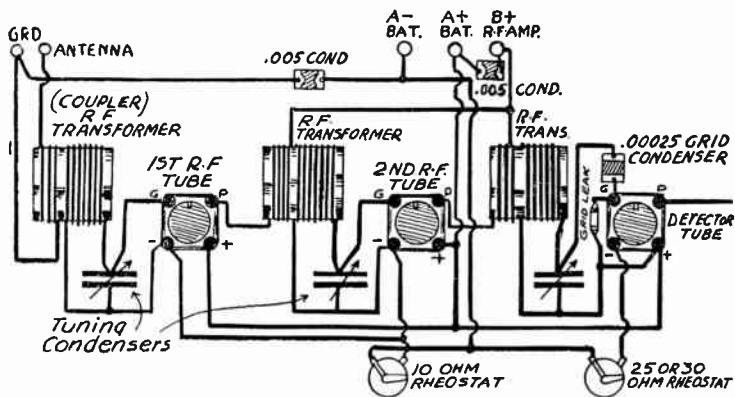 GRD
ANTENNA
A-
BAT.
A+
BAT.
B+
R.F. AMP.
.005 COND
.005 COND.
(COUPLER)
R F
TRANSFORMER
R F
TRANSFORMER
R.F.
TRANS.
.00025 GRID
CONDENSER
1ST R.F
TUBE
2ND R.F.
TUBE
GRID LEAK
G
P
-
+
G
P
-
+
G
P
-
+
DETECTOR
TUBE
Tuning
Condensers
10 OHM
RHEOSTAT
25 OR 30
OHM RHEOSTAT